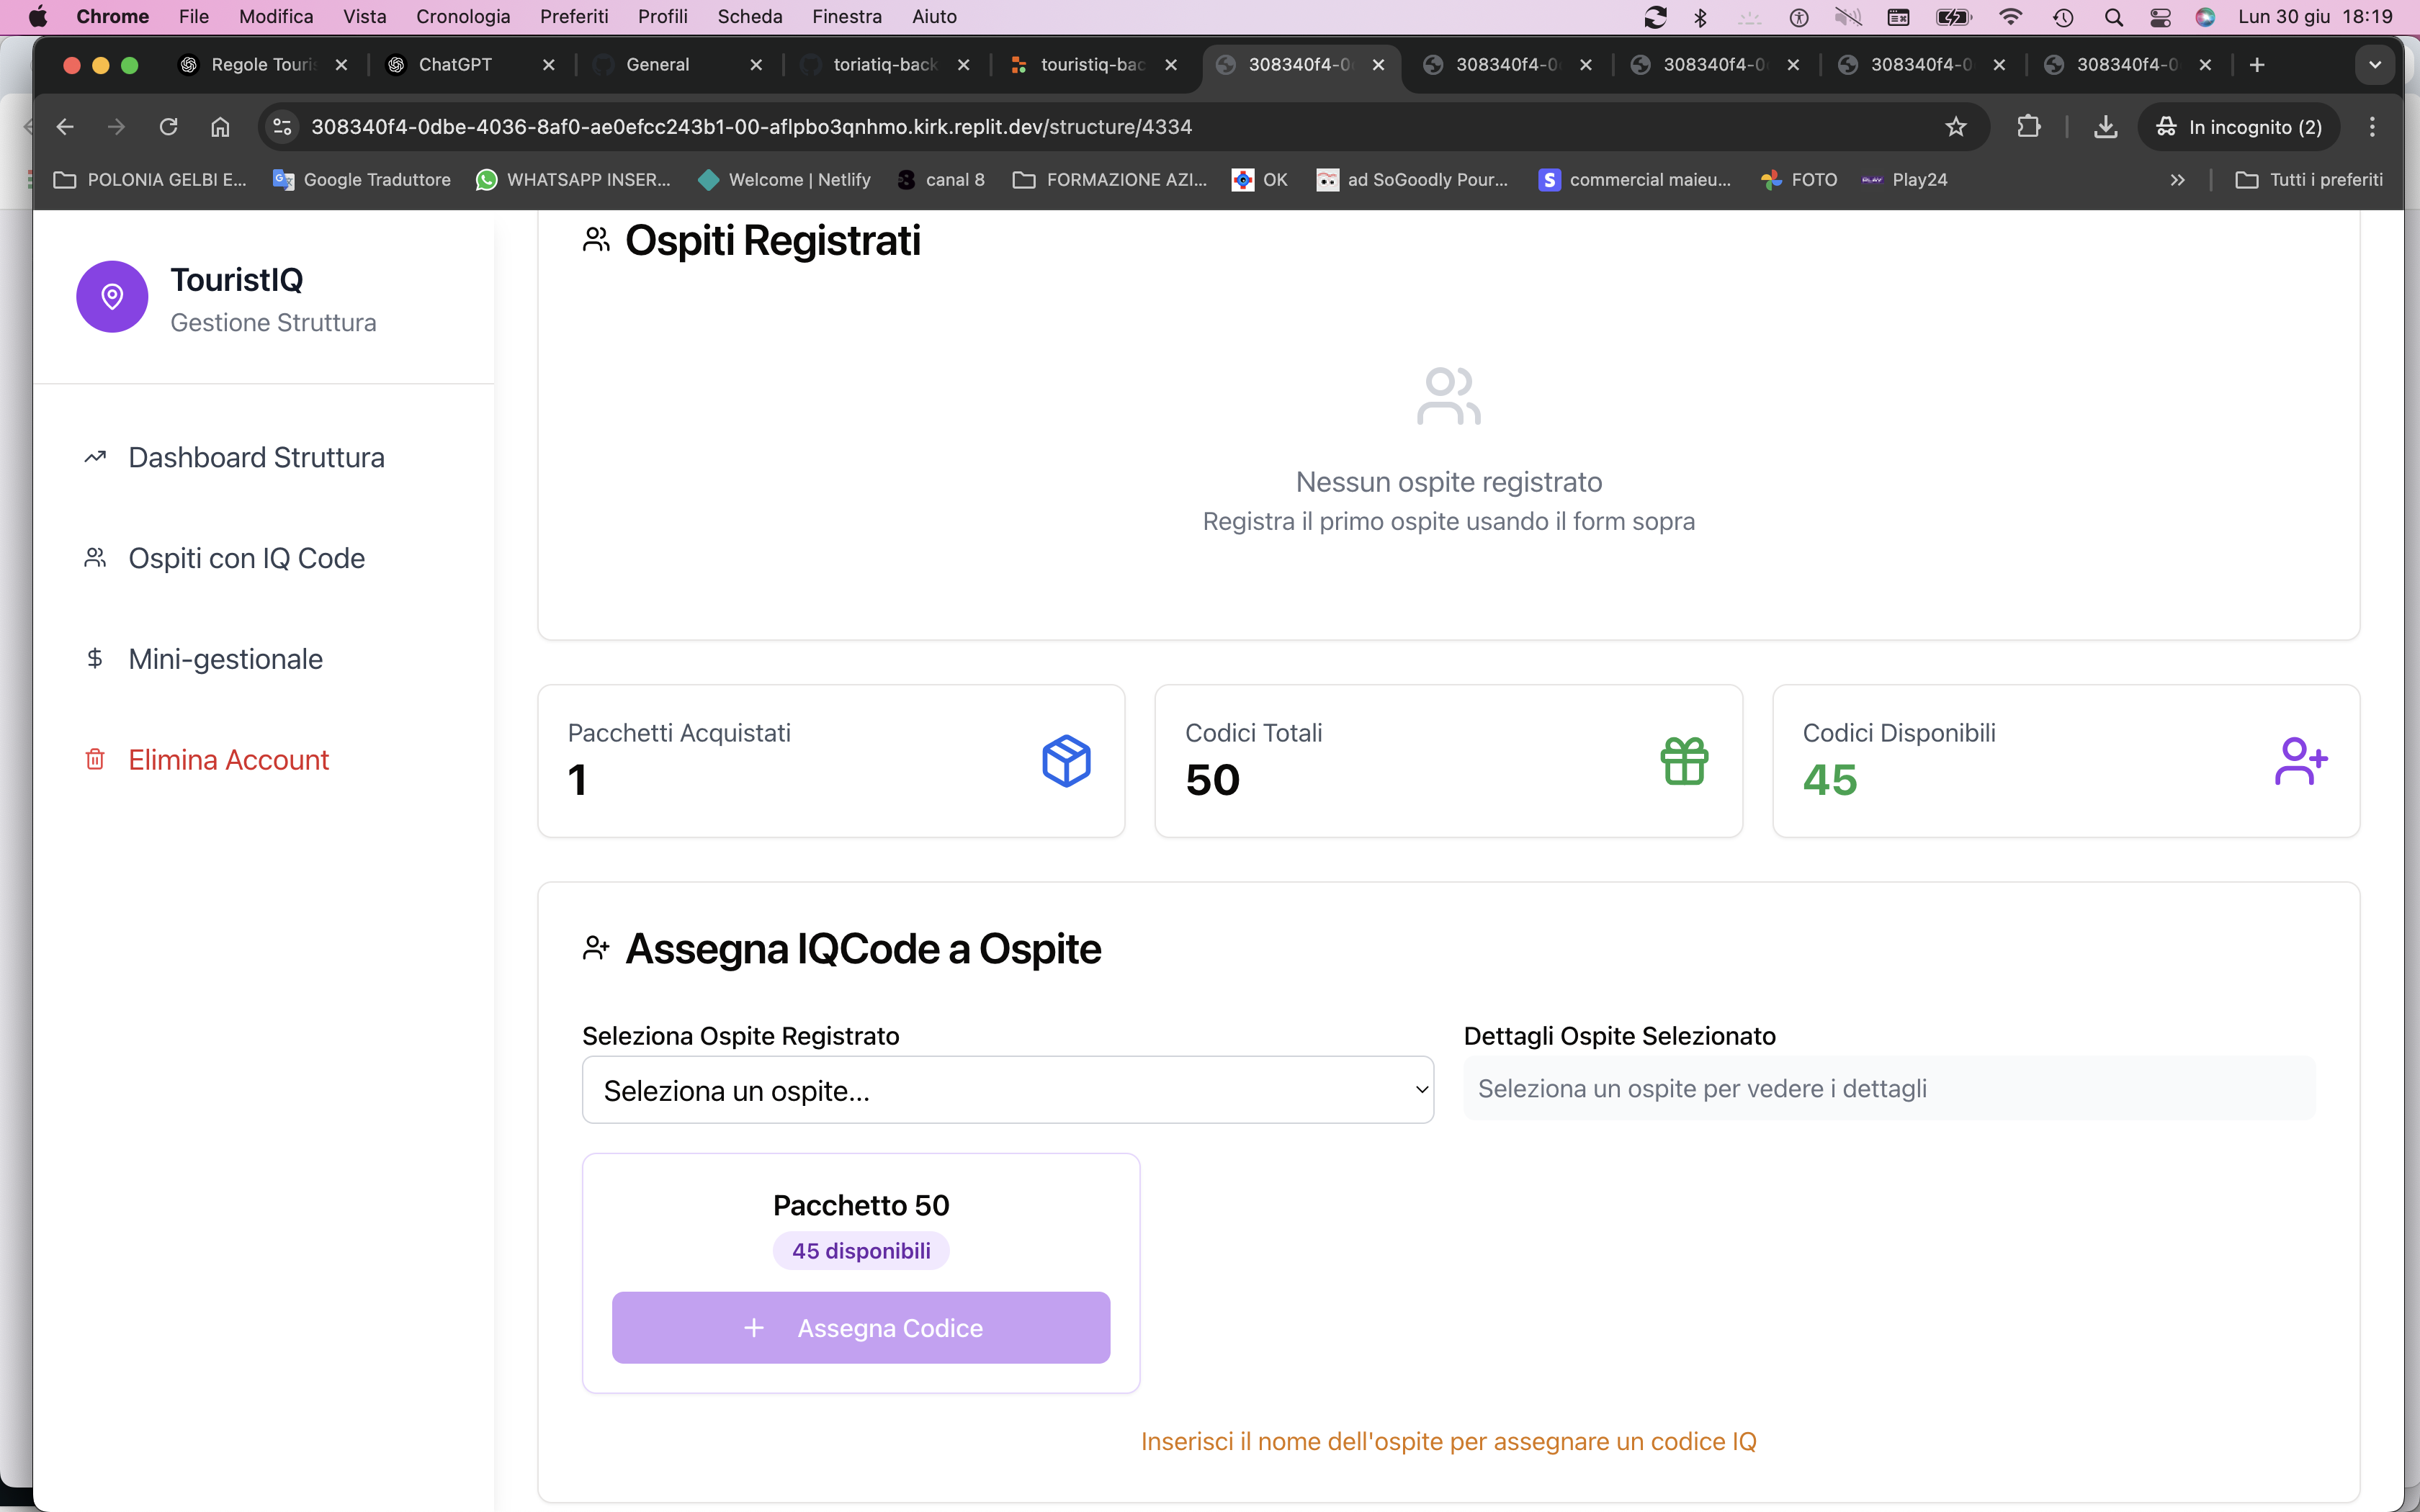 Chrome File Modifica Vista Cronologia Preferiti Profili Scheda Finestra Aiuto Lun 30 giu 18:19
Regole Touris ChatGPT General toriatiq-back touristiq-bac 308340f4-0 308340f4-0 308340f4-0 308340f4-0 308340f4-0
308340f4-0dbe-4036-8af0-ae0efcc243b1-00-aflpbo3qnhmo.kirk.replit.dev/structure/4334 In incognito (2)
POLONIA GELBI E... Google Traduttore WHATSAPP INSER... Welcome | Netlify canal 8 FORMAZIONE AZI... OK ad SoGoodly Pour... commercial maieu... FOTO Play24 Tutti i preferiti
TouristIQ
Gestione Struttura
Dashboard Struttura
Ospiti con IQ Code
Mini-gestionale
Elimina Account
Ospiti Registrati
Nessun ospite registrato
Registra il primo ospite usando il form sopra
Pacchetti Acquistati
1
Codici Totali
50
Codici Disponibili
45
Assegna IQCode a Ospite
Seleziona Ospite Registrato
Seleziona un ospite...
Dettagli Ospite Selezionato
Seleziona un ospite per vedere i dettagli
Pacchetto 50
45 disponibili
+ Assegna Codice
Inserisci il nome dell'ospite per assegnare un codice IQ